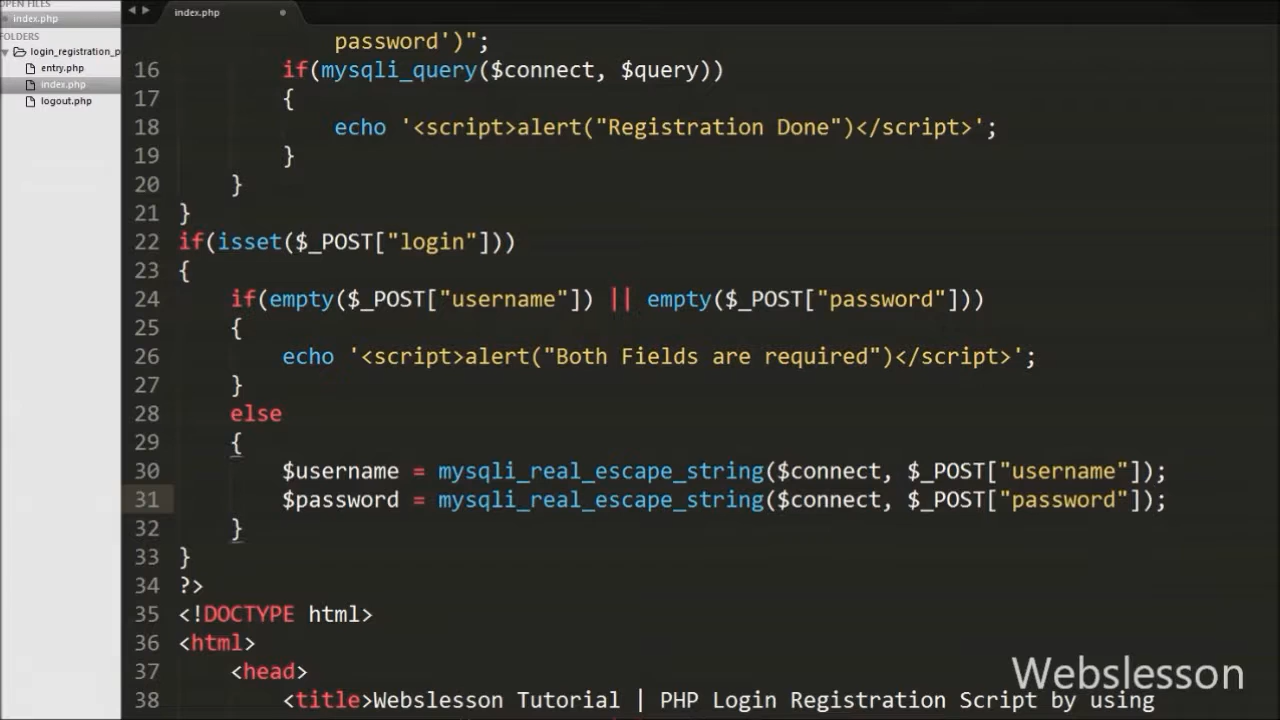 OPEN FILES
index.php
FOLDERS
login_registration_p
entry.php
index.php
logout.php
index.php
password')";
16 if(mysqli_query($connect, $query))
17 {
18 echo '<script>alert("Registration Done")</script>';
19 }
20 }
21 }
22 if(isset($_POST["login"]))
23 {
24 if(empty($_POST["username"]) || empty($_POST["password"]))
25 {
26 echo '<script>alert("Both Fields are required")</script>';
27 }
28 else
29 {
30 $username = mysqli_real_escape_string($connect, $_POST["username"]);
31 $password = mysqli_real_escape_string($connect, $_POST["password"]);
32 }
33 }
34 ?>
35 <!DOCTYPE html>
36 <html>
37 <head>
38 <title>Webslesson Tutorial | PHP Login Registration Script by using
Webslesson